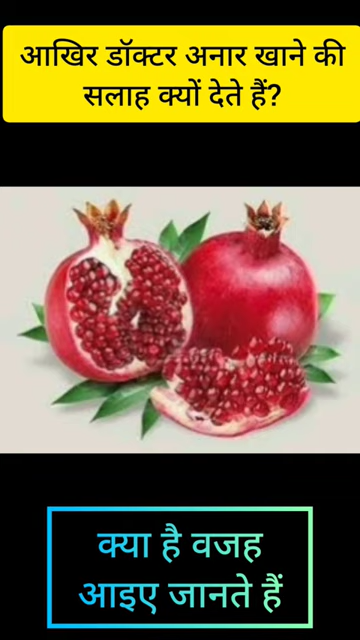 आखिर डॉक्टर अनार खाने की
सलाह क्यों देते हैं?
क्या है वजह
आइए जानते हैं